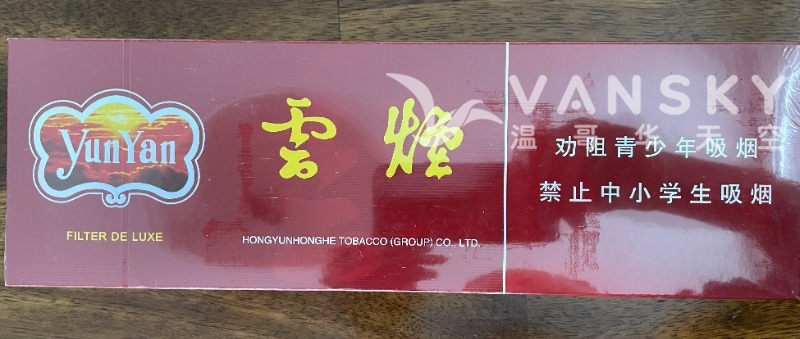 YunYan
FILTER DE LUXE
雲煙
HONGYUNHONGHE TOBACCO (GROUP) CO., LTD.
VANSKY
温哥华天空
劝阻青少年吸烟
禁止中小学生吸烟